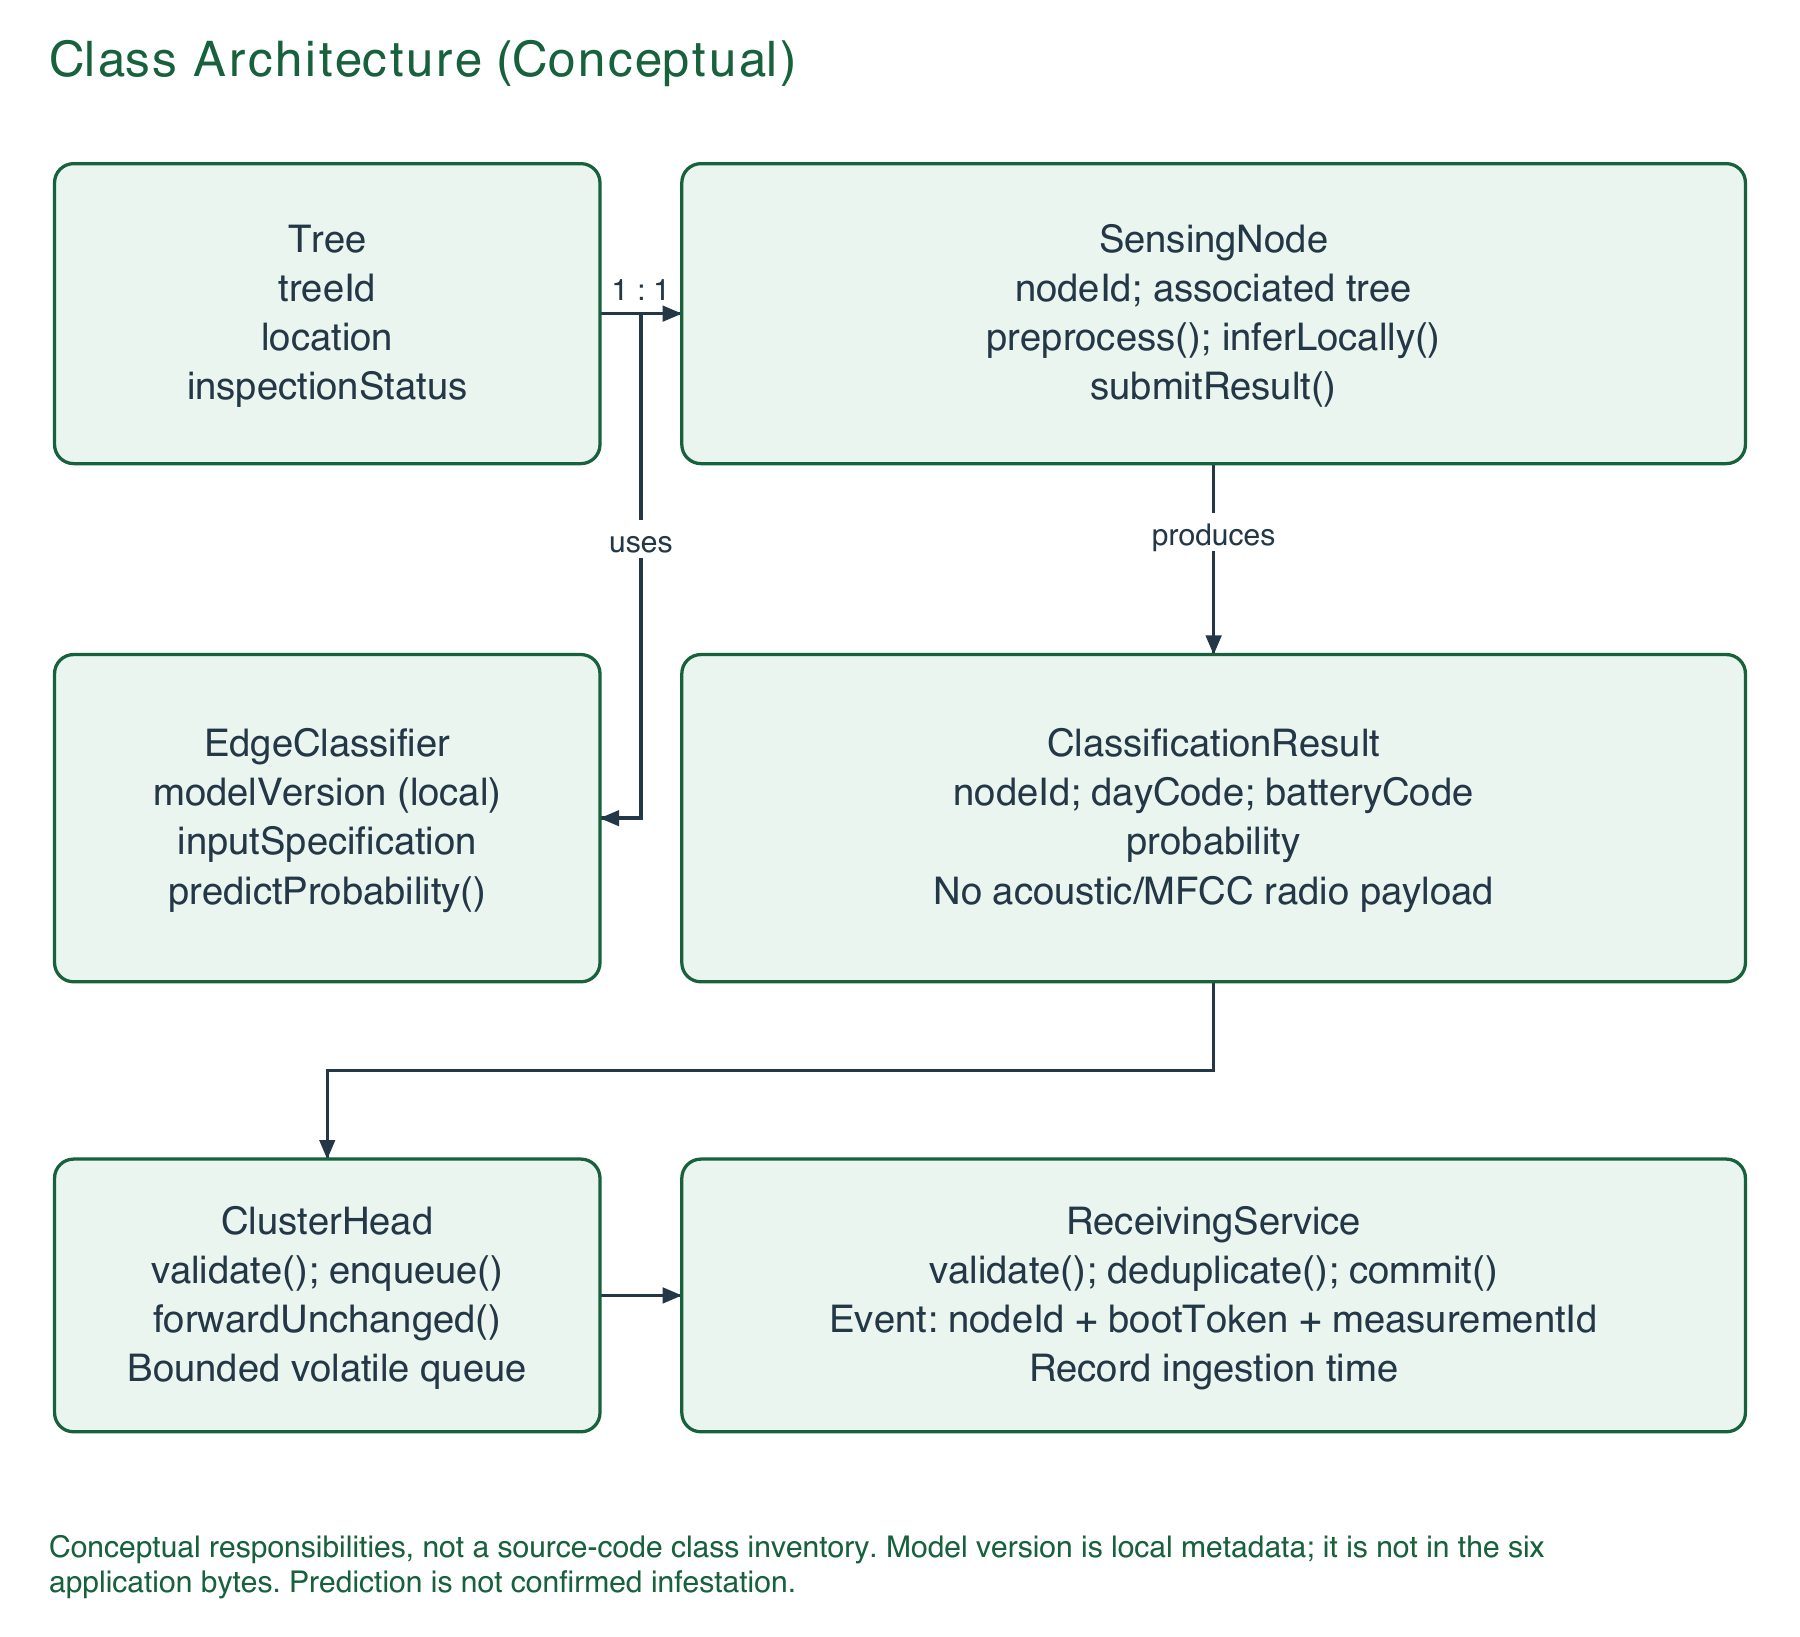 Class Architecture (Conceptual)
Tree
treeId
location
inspectionStatus
1 : 1
SensingNode
nodeId; associated tree
preprocess(); inferLocally()
submitResult()
uses
produces
EdgeClassifier
modelVersion (local)
inputSpecification
predictProbability()
ClassificationResult
nodeId; dayCode; batteryCode
probability
No acoustic/MFCC radio payload
ClusterHead
validate(); enqueue()
forwardUnchanged()
Bounded volatile queue
ReceivingService
validate(); deduplicate(); commit()
Event: nodeId + bootToken + measurementId
Record ingestion time
Conceptual responsibilities, not a source-code class inventory. Model version is local metadata; it is not in the six
application bytes. Prediction is not confirmed infestation.